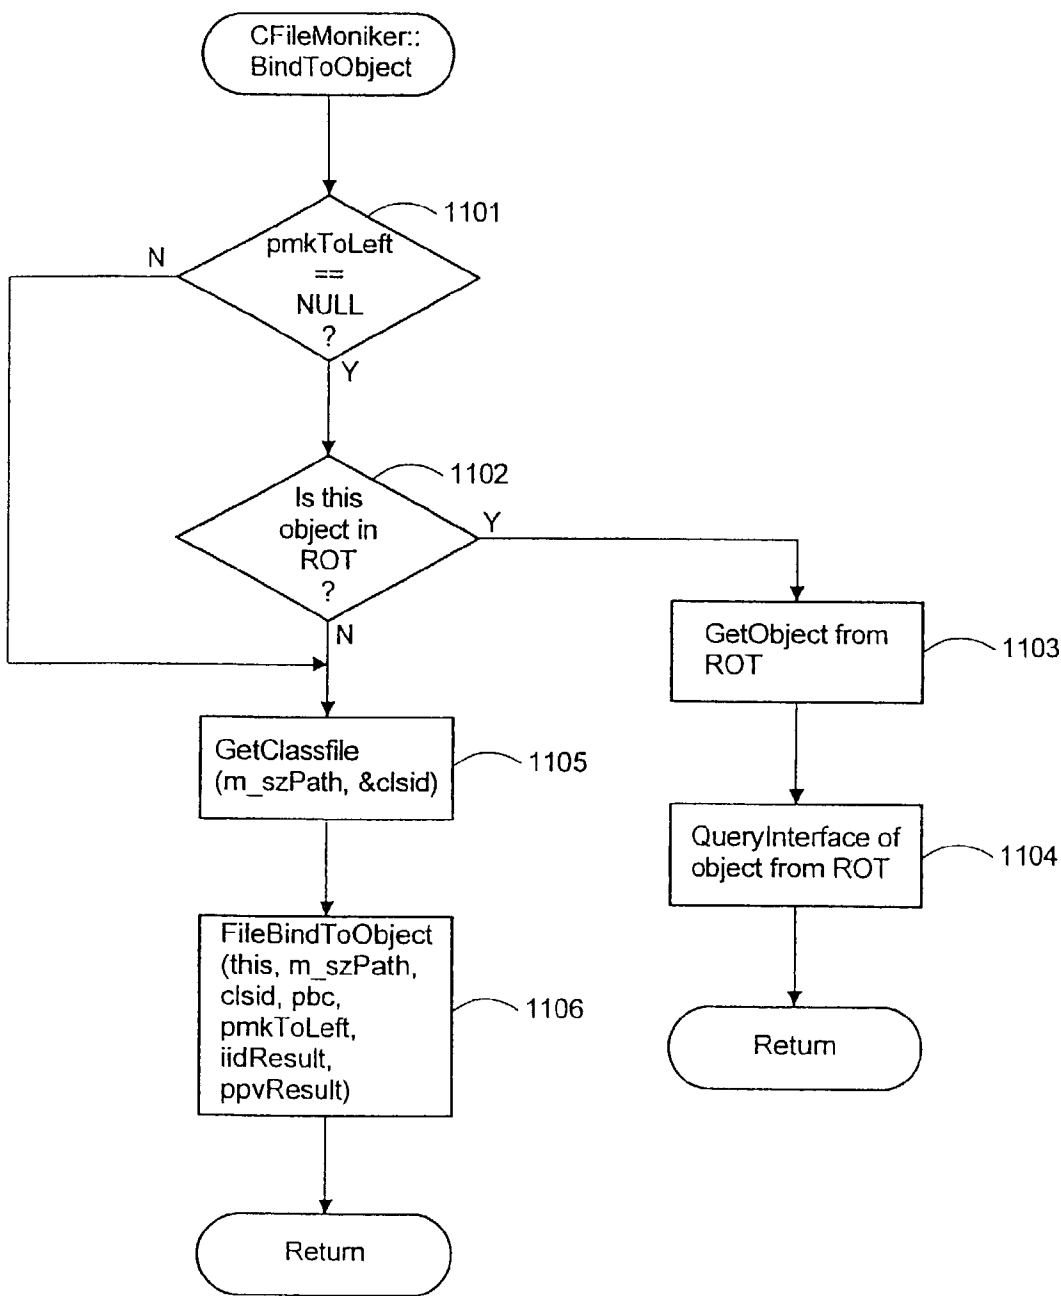 CFileMoniker::
BindToObject
1101
N
pmkToLeft
==
NULL
?
Y
1102
Is this
object in
ROT
?
Y
N
GetObject from
ROT
1103
GetClassfile
(m_szPath, &clsid)
1105
QueryInterface of
object from ROT
1104
FileBindToObject
(this, m_szPath,
clsid, pbc,
pmkToLeft,
iidResult,
ppvResult)
1106
Return
Return